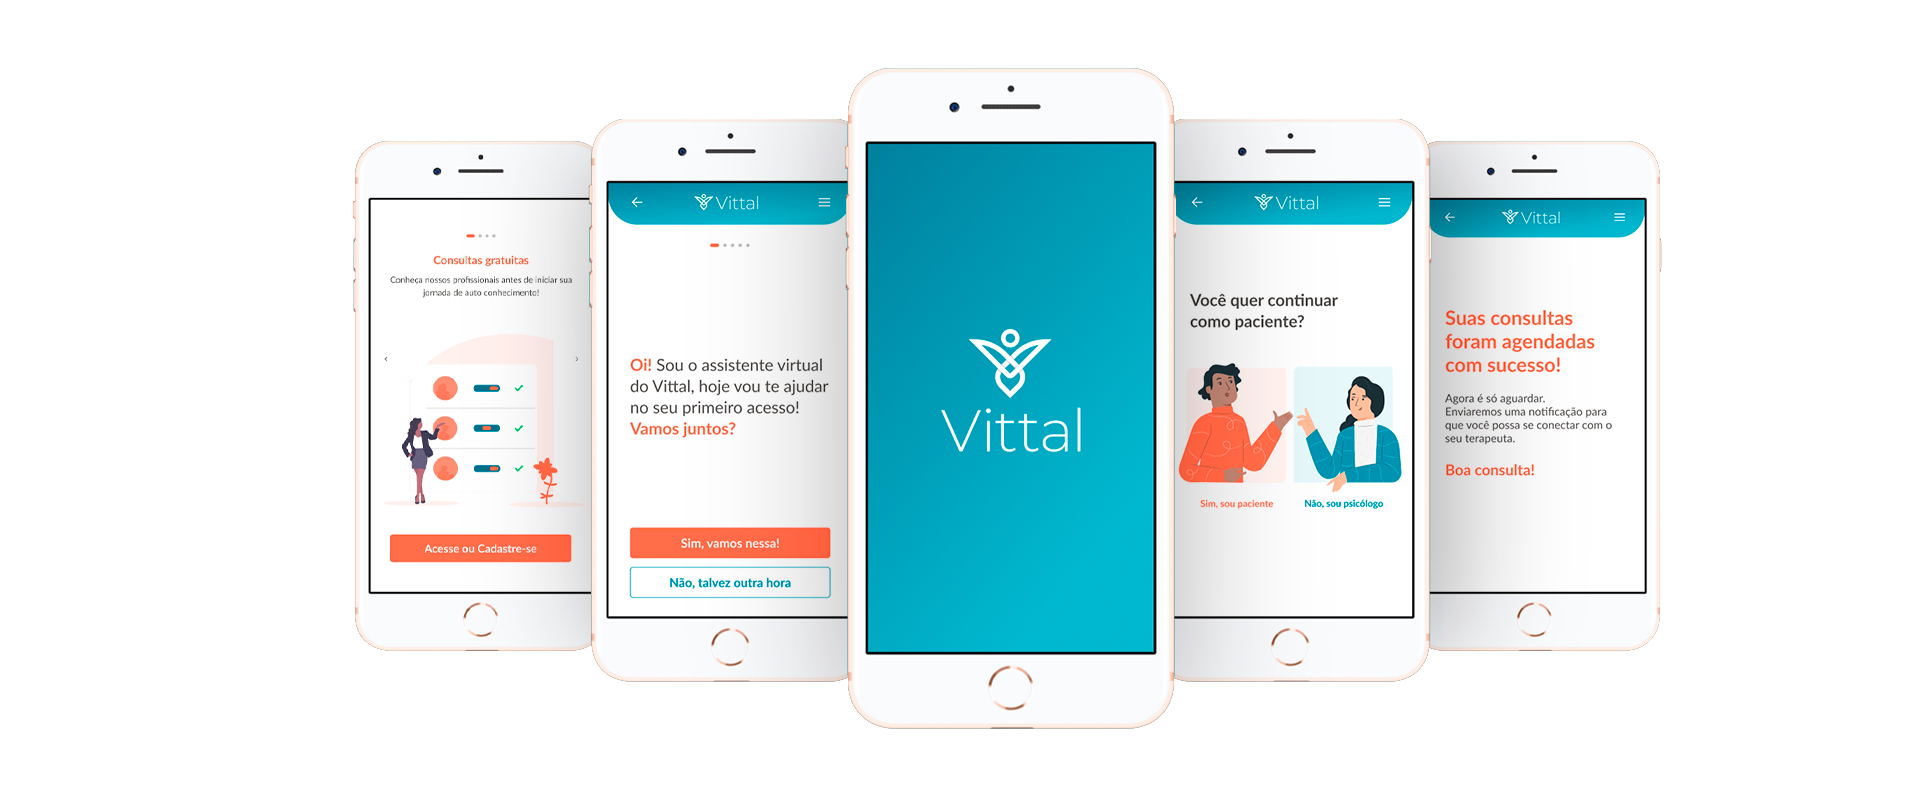 Consultas gratuitas
Conheça nossos profissionais antes de iniciar sua
jornada de auto conhecimento!
Acesse ou Cadastre-se
Vittal
Oi! Sou o assistente virtual
do Vittal, hoje vou te ajudar
no seu primeiro acesso!
Vamos juntos?
Sim, vamos nessa!
Não, talvez outra hora
Vittal
Vittal
Você quer continuar
como paciente?
Sim, sou paciente
Não, sou psicólogo
Vittal
Suas consultas
foram agendadas
com sucesso!
Agora é só aguardar.
Enviaremos uma notificação para
que você possa se conectar com o
seu terapeuta.
Boa consulta!